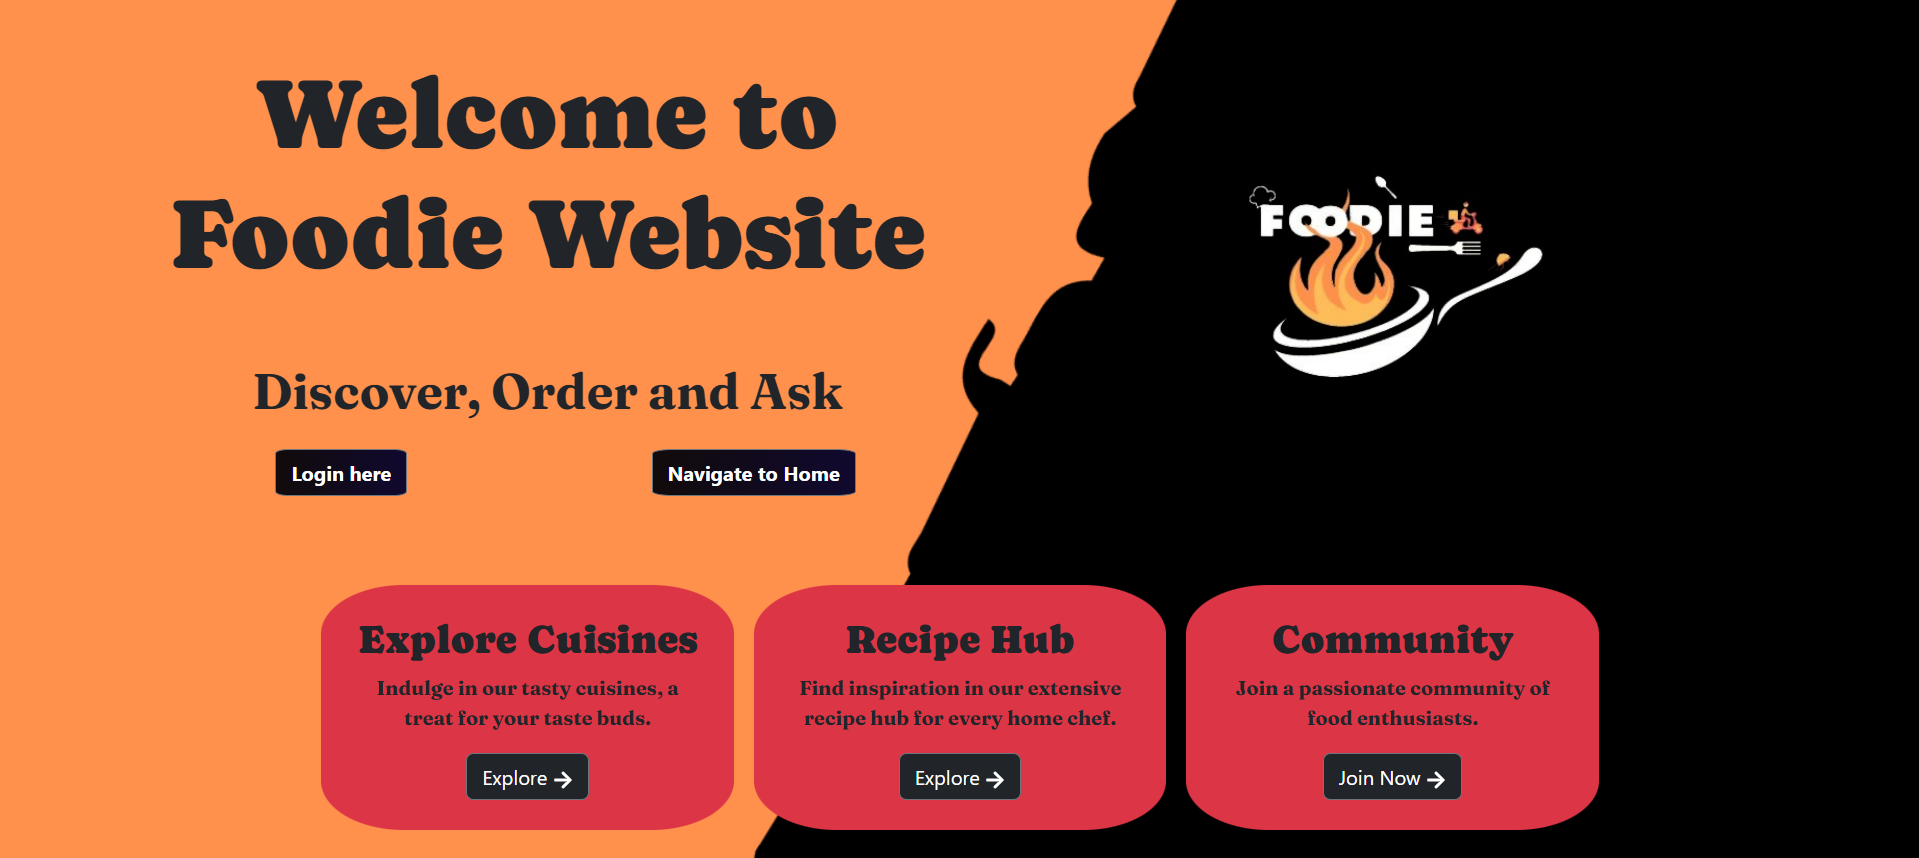 Welcome to
Foodie Website
Discover, Order and Ask
Login here
Navigate to Home
FOODIE
Explore Cuisines
Indulge in our tasty cuisines, a
treat for your taste buds.
Explore →
Recipe Hub
Find inspiration in our extensive
recipe hub for every home chef.
Explore →
Community
Join a passionate community of
food enthusiasts.
Join Now →